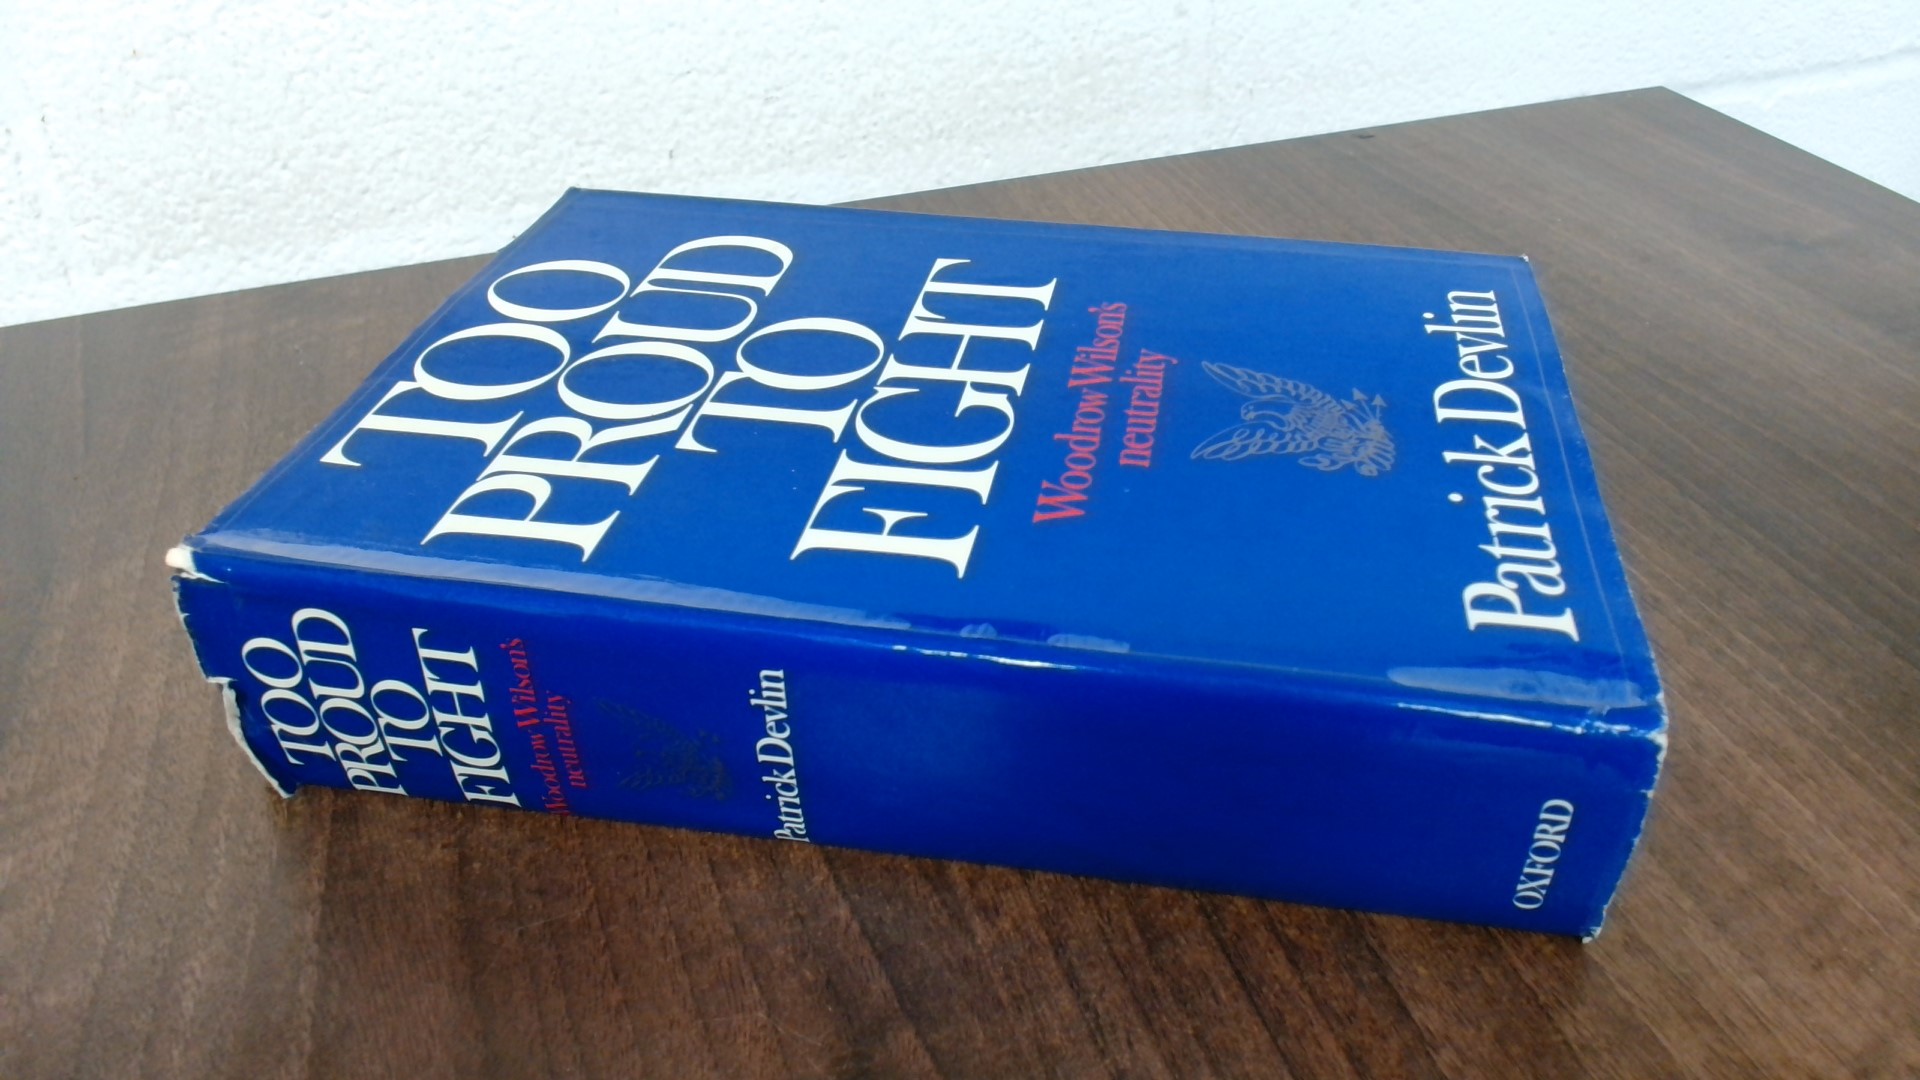 TOO
PROUD
TO
FIGHT
Woodrow Wilson's
neutrality
Patrick Devlin
TOO
PROUD
TO
FIGHT
Woodrow Wilson's
neutrality
Patrick Devlin
OXFORD